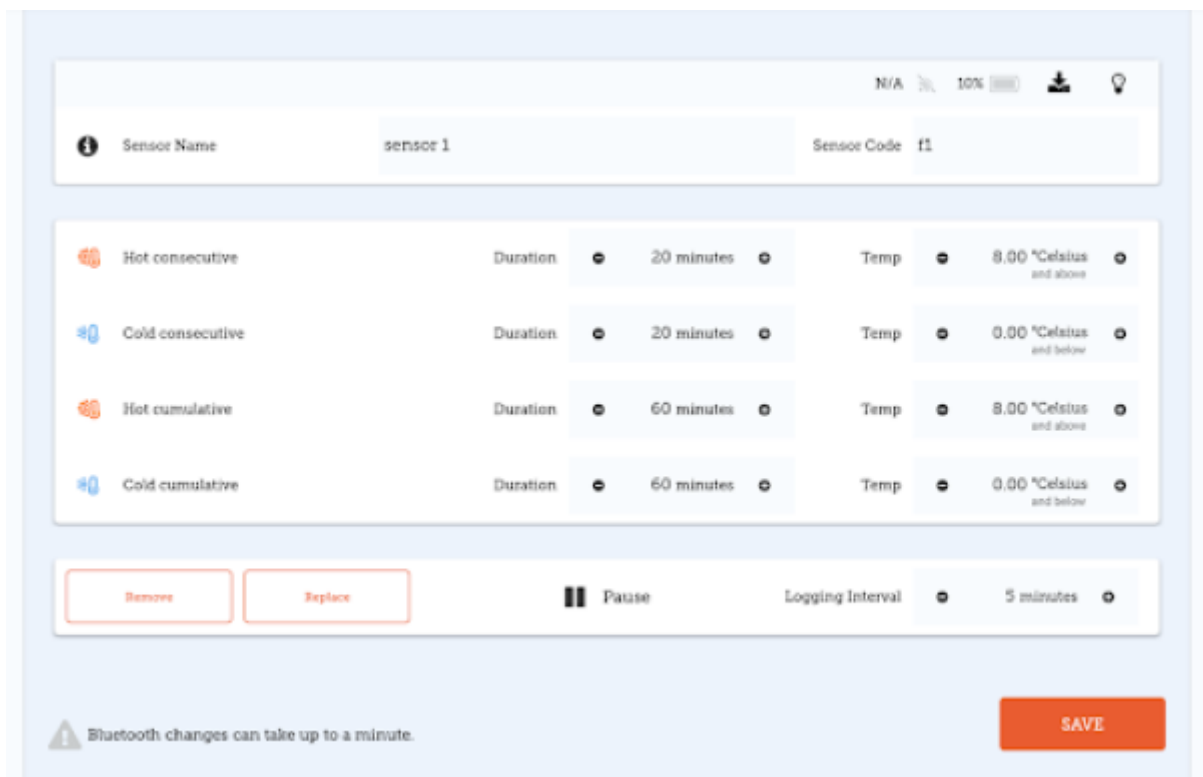 N/A 10%
Sensor Name sensor 1 Sensor Code f1
Hot consecutive Duration 20 minutes Temp 8.00 °Celsius
and above
Cold consecutive Duration 20 minutes Temp 0.00 °Celsius
and below
Hot cumulative Duration 60 minutes Temp 8.00 °Celsius
and above
Cold cumulative Duration 60 minutes Temp 0.00 °Celsius
and below
Remove Replace Pause Logging Interval 5 minutes
Bluetooth changes can take up to a minute.
SAVE